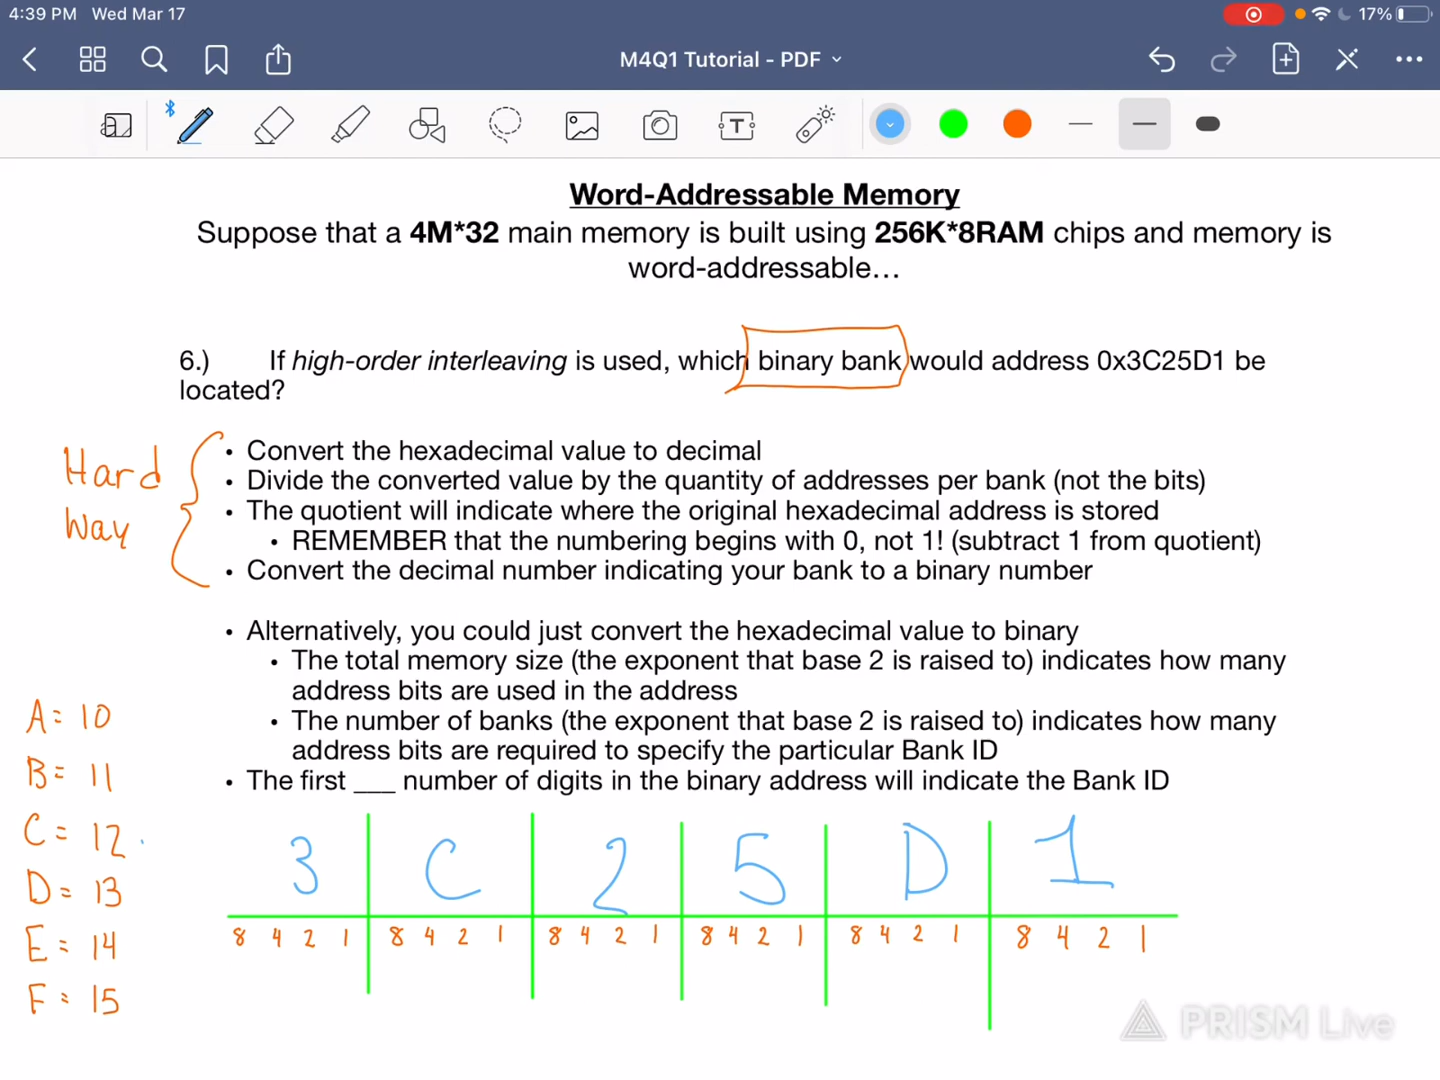 4:39 PM Wed Mar 17
17%
M4Q1 Tutorial - PDF
T
Word-Addressable Memory
Suppose that a 4M*32 main memory is built using 256K*8RAM chips and memory is
word-addressable…
6.) If high-order interleaving is used, which binary bank would address 0x3C25D1 be
located?
Hard
Way
• Convert the hexadecimal value to decimal
• Divide the converted value by the quantity of addresses per bank (not the bits)
• The quotient will indicate where the original hexadecimal address is stored
• REMEMBER that the numbering begins with 0, not 1! (subtract 1 from quotient)
• Convert the decimal number indicating your bank to a binary number
• Alternatively, you could just convert the hexadecimal value to binary
• The total memory size (the exponent that base 2 is raised to) indicates how many
address bits are used in the address
• The number of banks (the exponent that base 2 is raised to) indicates how many
address bits are required to specify the particular Bank ID
• The first ___ number of digits in the binary address will indicate the Bank ID
A = 10
B = 11
C = 12
D = 13
E = 14
F = 15
3 C 2 5 D 1
8 4 2 1 8 4 2 1 8 4 2 1 8 4 2 1 8 4 2 1 8 4 2 1
PRISM Live